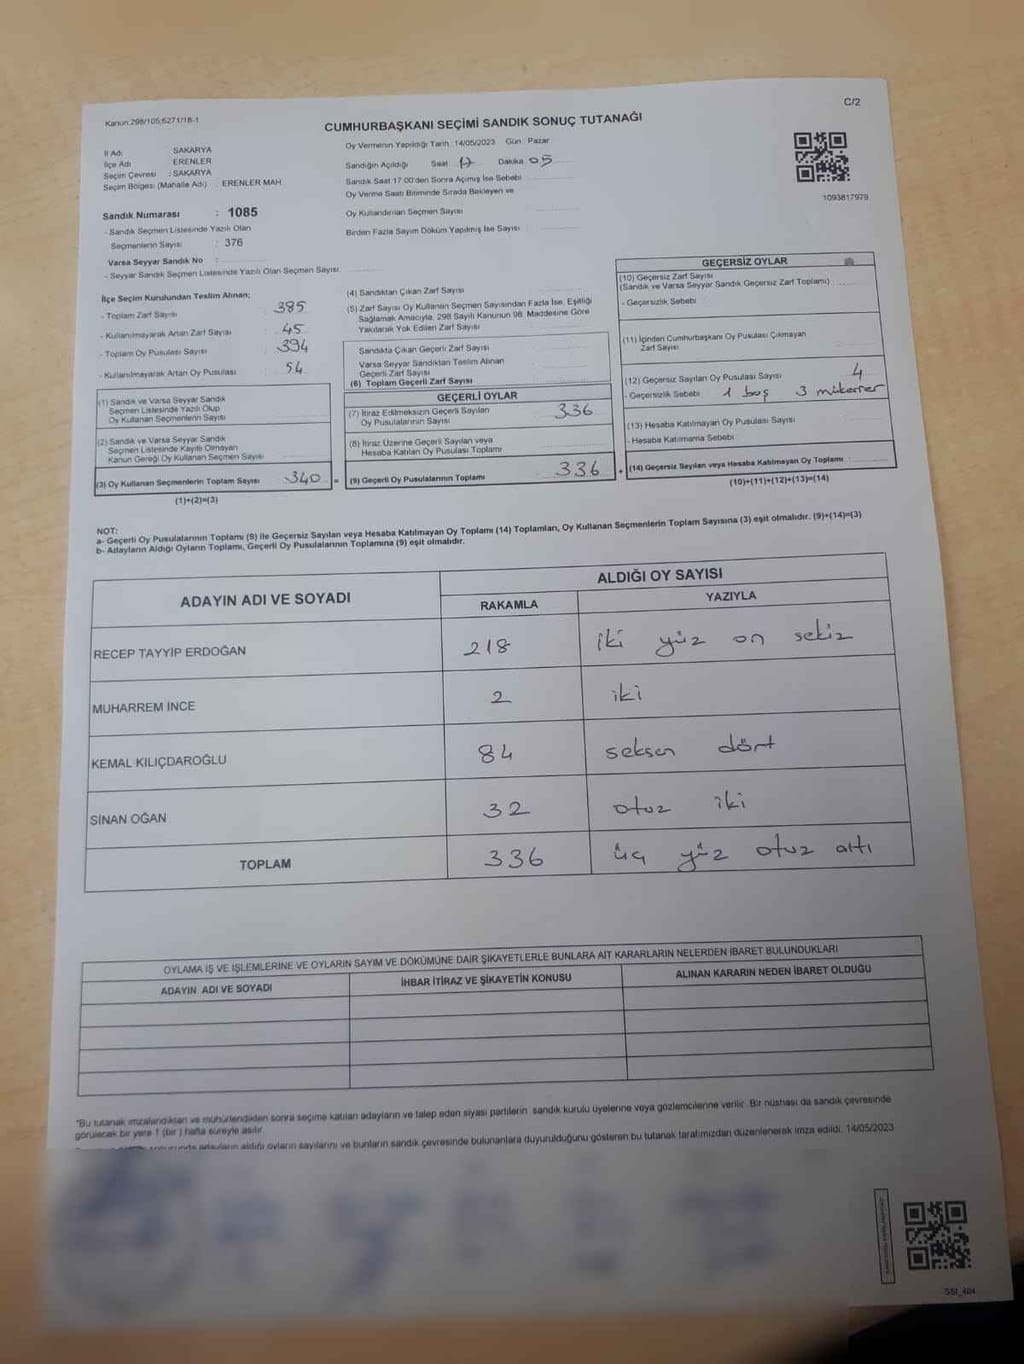 C/2
Kanun:298/105;6271/18-1
CUMHURBAŞKANI SEÇİMİ SANDIK SONUÇ TUTANAĞI
İl Adı SAKARYA
İlçe Adı ERENLER
Seçim Çevresi : SAKARYA
Seçim Bölgesi (Mahalle Adı) : ERENLER MAH.
Oy Vermenin Yapıldığı Tarih : 14/05/2023 Gün : Pazar
Sandığın Açıldığı Saat 17 Dakika 05
Sandık Saat 17:00'den Sonra Açılmış İse Sebebi
Oy Verme Saati Bitiminde Sırada Bekleyen ve
Oy Kullandırılan Seçmen Sayısı
Birden Fazla Sayım Döküm Yapılmış İse Sayısı
1093817979
Sandık Numarası : 1085
- Sandık Seçmen Listesinde Yazılı Olan
Seçmenlerin Sayısı : 376
Varsa Seyyar Sandık No :
- Seyyar Sandık Seçmen Listesinde Yazılı Olan Seçmen Sayısı:
İlçe Seçim Kurulundan Teslim Alınan;
- Toplam Zarf Sayısı : 385
- Kullanılmayarak Artan Zarf Sayısı : 45
- Toplam Oy Pusulası Sayısı : 394
- Kullanılmayarak Artan Oy Pusulası : 54
(1) Sandık ve Varsa Seyyar Sandık
Seçmen Listesinde Yazılı Olup
Oy Kullanan Seçmenlerin Sayısı
(2) Sandık ve Varsa Seyyar Sandık
Seçmen Listesinde Kayıtlı Olmayan
Kanun Gereği Oy Kullanan Seçmen Sayısı
(3) Oy Kullanan Seçmenlerin Toplam Sayısı 340 =
(1)+(2)=(3)
(4) Sandıktan Çıkan Zarf Sayısı
(5) Zarf Sayısı Oy Kullanan Seçmen Sayısından Fazla İse, Eşitliği
Sağlamak Amacıyla, 298 Sayılı Kanunun 98. Maddesine Göre
Yakılarak Yok Edilen Zarf Sayısı
Sandıkta Çıkan Geçerli Zarf Sayısı
Varsa Seyyar Sandıktan Teslim Alınan
Geçerli Zarf Sayısı
(6) Toplam Geçerli Zarf Sayısı
GEÇERLİ OYLAR
(7) İtiraz Edilmeksizin Geçerli Sayılan
Oy Pusulalarının Sayısı 336
(8) İtiraz Üzerine Geçerli Sayılan veya
Hesaba Katılan Oy Pusulası Toplamı
(9) Geçerli Oy Pusulalarının Toplamı 336 +
GEÇERSİZ OYLAR
(10) Geçersiz Zarf Sayısı
(Sandık ve Varsa Seyyar Sandık Geçersiz Zarf Toplamı)
- Geçersizlik Sebebi
(11) İçinden Cumhurbaşkanı Oy Pusulası Çıkmayan
Zarf Sayısı
(12) Geçersiz Sayılan Oy Pusulası Sayısı 4
- Geçersizlik Sebebi 1 boş 3 mükerrer
(13) Hesaba Katılmayan Oy Pusulası Sayısı
- Hesaba Katılmama Sebebi
(14) Geçersiz Sayılan veya Hesaba Katılmayan Oy Toplamı :
(10)+(11)+(12)+(13)=(14)
NOT:
a- Geçerli Oy Pusulalarının Toplamı (9) ile Geçersiz Sayılan veya Hesaba Katılmayan Oy Toplamı (14) Toplamları, Oy Kullanan Seçmenlerin Toplam Sayısına (3) eşit olmalıdır. (9)+(14)=(3)
b- Adayların Aldığı Oyların Toplamı, Geçerli Oy Pusulalarının Toplamına (9) eşit olmalıdır.
ADAYIN ADI VE SOYADI
ALDIĞI OY SAYISI
RAKAMLA YAZIYLA
RECEP TAYYİP ERDOĞAN 218 iki yüz on sekiz
MUHARREM İNCE 2 iki
KEMAL KILIÇDAROĞLU 84 seksen dört
SİNAN OĞAN 32 otuz iki
TOPLAM 336 üç yüz otuz altı
OYLAMA İŞ VE İŞLEMLERİNE VE OYLARIN SAYIM VE DÖKÜMÜNE DAİR ŞİKAYETLERLE BUNLARA AİT KARARLARIN NELERDEN İBARET BULUNDUKLARI
ADAYIN ADI VE SOYADI İHBAR İTİRAZ VE ŞİKAYETİN KONUSU ALINAN KARARIN NEDEN İBARET OLDUĞU
*Bu tutanak imzalandıktan ve mühürlendikten sonra seçime katılan adayların ve talep eden siyasi partilerin sandık kurulu üyelerine veya gözlemcilerine verilir. Bir nüshası da sandık çevresinde
görülecek bir yere 1 (bir ) hafta süreyle asılır.
adayların aldığı oyların sayılarını ve bunların sandık çevresinde bulunanlara duyurulduğunu gösteren bu tutanak tarafımızdan düzenlenerek imza edildi. 14/05/2023
SSI_404